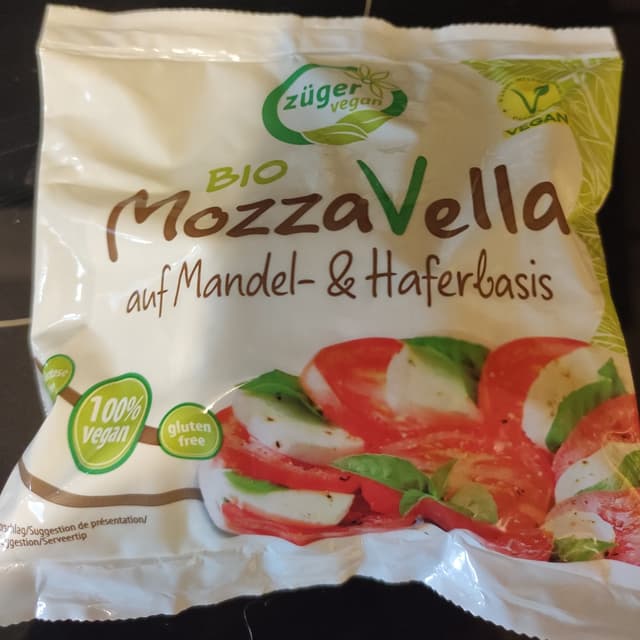 züger
vegan
VEGAN
BIO
MozzaVella
auf Mandel- & Haferbasis
100%
vegan
gluten
free
/Suggestion de présentation/
/Serveertip